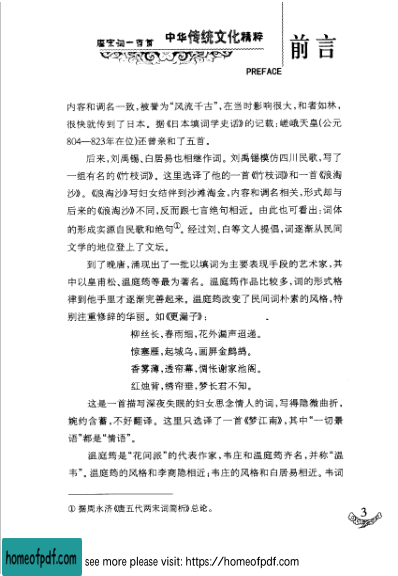 唐宋词一百首 中华传统文化精粹 前言
PREFACE
内容和调名一致,被誉为“风流千古”,在当时影响很大,和者如林,
很快就传到了日本。据《日本填词学史话》的记载:嵯峨天皇(公元
804—823年在位)还曾亲和了五首。
后来,刘禹锡、白居易也相继作词。刘禹锡模仿四川民歌,写了
一组有名的《竹枝词》。这里选译了他的一首《竹枝词》和一首《浪淘
沙》。《浪淘沙》写妇女结伴到沙滩淘金,内容和调名相关,形式却与
后来的《浪淘沙》不同,反而跟七言绝句相近。由此也可看出:词体
的形成实源自民歌和绝句①。经过刘、白等文人提倡,词逐渐从民间
文学的地位登上了文坛。
到了晚唐,涌现出了一批以填词为主要表现手段的艺术家,其
中以皇甫松、温庭筠等最为著名。温庭筠作品比较多,词的形式格
律到他手里才逐渐完善起来。温庭筠改变了民间词朴素的风格,特
别注重修辞的华丽。如《更漏子》:
柳丝长,春雨细,花外漏声迢递。
惊塞雁,起城乌,画屏金鹧鸪。
香雾薄,透帘幕,惆怅谢家池阁。
红烛背,绣帘垂,梦长君不知。
这是一首描写深夜失眠的妇女思念情人的词,写得隐微曲折,
婉约含蓄,不好翻译。这里只选译了一首《梦江南》,其中“一切景
语”都是“情语”。
温庭筠是“花间派”的代表作家,韦庄和温庭筠齐名,并称“温
韦”。温庭筠的风格和李商隐相近;韦庄的风格和白居易相近。韦词
① 据周水济《唐五代两宋词简析》总论。
3
homeofpdf.com see more please visit: https://homeofpdf.com